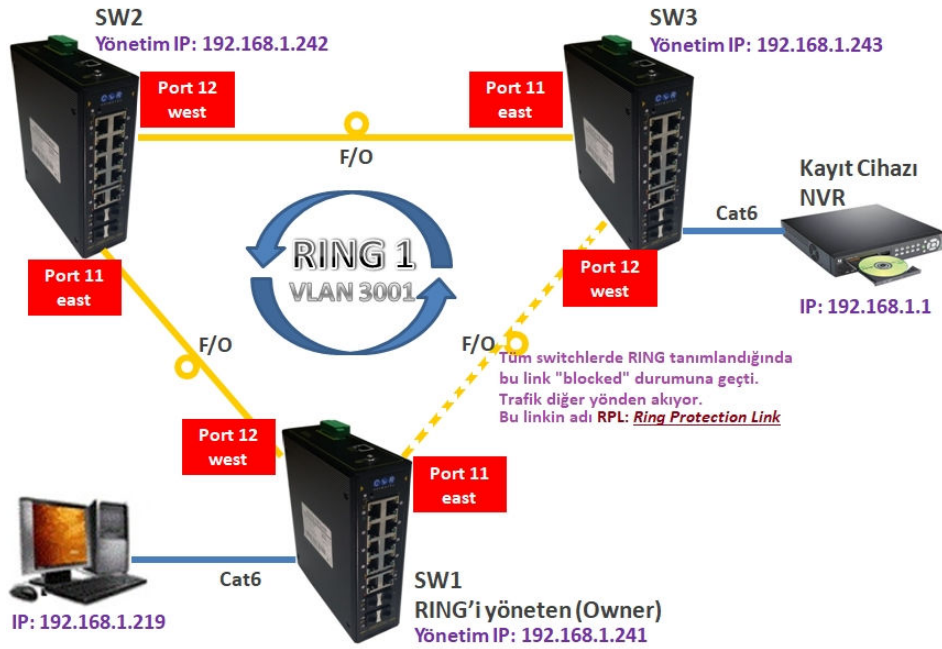 SW2
Yönetim IP: 192.168.1.242
SW3
Yönetim IP: 192.168.1.243
Port 12
west
Port 11
east
F/O
Kayıt Cihazı
NVR
Cat6
IP: 192.168.1.1
RING 1
VLAN 3001
Port 11
east
Port 12
west
F/O
F/O
Tüm switchlerde RING tanımlandığında
bu link "blocked" durumuna geçti.
Trafik diğer yönden akıyor.
Bu linkin adı RPL: Ring Protection Link
Port 12
west
Port 11
east
Cat6
IP: 192.168.1.219
SW1
RING’i yöneten (Owner)
Yönetim IP: 192.168.1.241